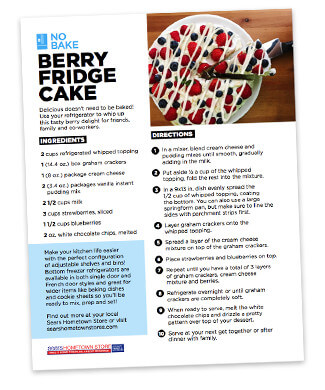 NO
BAKE
BERRY
FRIDGE
CAKE
Delicious doesn't need to be baked!
Use your refrigerator to whip up
this tasty berry delight for friends,
family and co-workers.
INGREDIENTS
2 cups refrigerated whipped topping
1 (14.4 oz.) box graham crackers
1 (8 oz.) package cream cheese
2 (3.4 oz.) packages vanilla instant
pudding mix
2 1/2 cups milk
3 cups strawberries, sliced
1 1/2 cups blueberries
2 oz. white chocolate chips, melted
Make your kitchen life easier
with the perfect configuration
of adjustable shelves and bins!
Bottom freezer refrigerators are
available in both single door and
French door styles and great for
wider items like baking dishes
and cookie sheets so you'll be
ready to mix, prep and set!
Find out more at your local
Sears Hometown Store or visit
searshometownstores.com
SEARS HOMETOWN STORE
DIRECTIONS
1 In a mixer, blend cream cheese and
pudding mixes until smooth, gradually
adding in the milk.
2 Put aside ½ a cup of the whipped
topping, fold the rest into the mixture.
3 In a 9x13 in. dish evenly spread the
1/2 cup of whipped topping, coating
the bottom. You can also use a large
springform pan, but make sure to line the
sides with parchment strips first.
4 Layer graham crackers onto the
whipped topping.
5 Spread a layer of the cream cheese
mixture on top of the graham crackers.
6 Place strawberries and blueberries on top.
7 Repeat until you have a total of 3 layers
of graham crackers, cream cheese
mixture and berries.
8 Refrigerate overnight or until graham
crackers are completely soft.
9 When ready to serve, melt the white
chocolate chips and drizzle a pretty
pattern over top of your dessert.
10 Serve at your next get together or after
dinner with family.